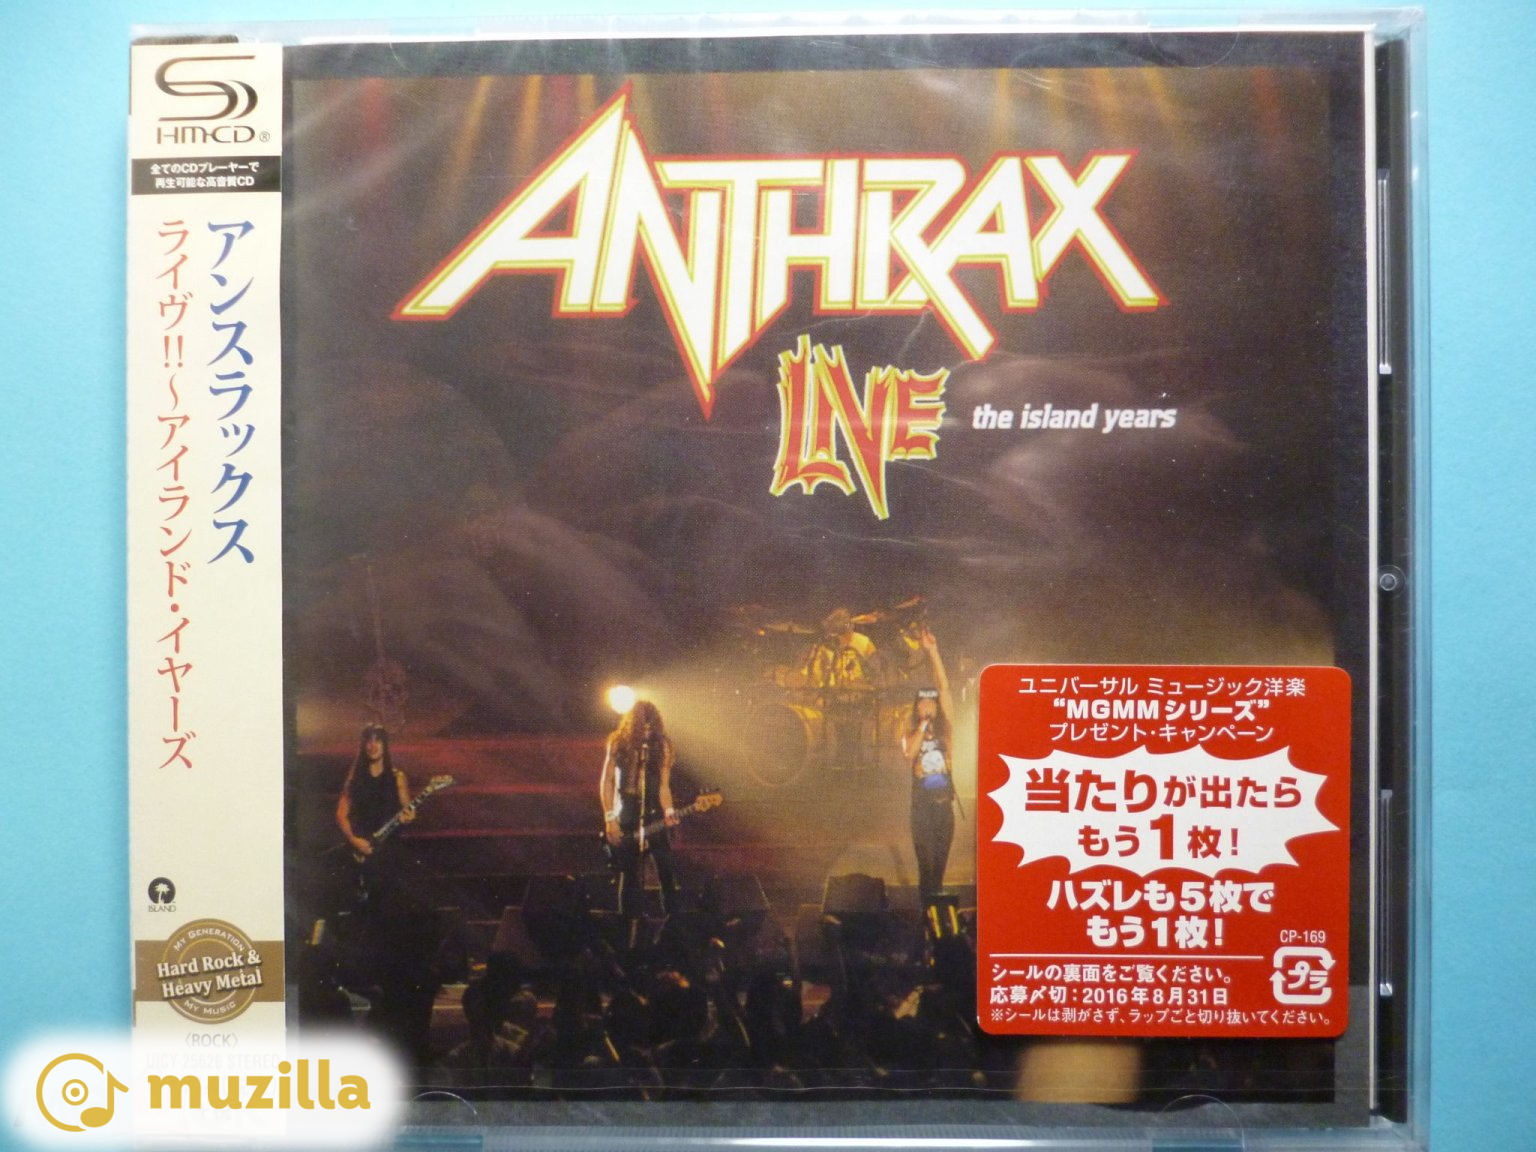 SHM-CD®
全てのCDプレーヤーで
再生可能な高音質CD
アンスラックス
ライヴ!!～アイランド・イヤーズ
ISLAND
MY GENERATION
Hard Rock &
Heavy Metal
MY MUSIC
〈ROCK〉
UICY-25626 STEREO
muzilla
ANTHRAX
LIVE
the island years
ユニバーサル ミュージック洋楽
“MGMMシリーズ”
プレゼント・キャンペーン
当たりが出たら
もう1枚!
ハズレも5枚で
もう1枚!
CP-169
プラ
シールの裏面をご覧ください。
応募〆切：2016年8月31日
※シールは剥がさず、ラップごと切り抜いてください。